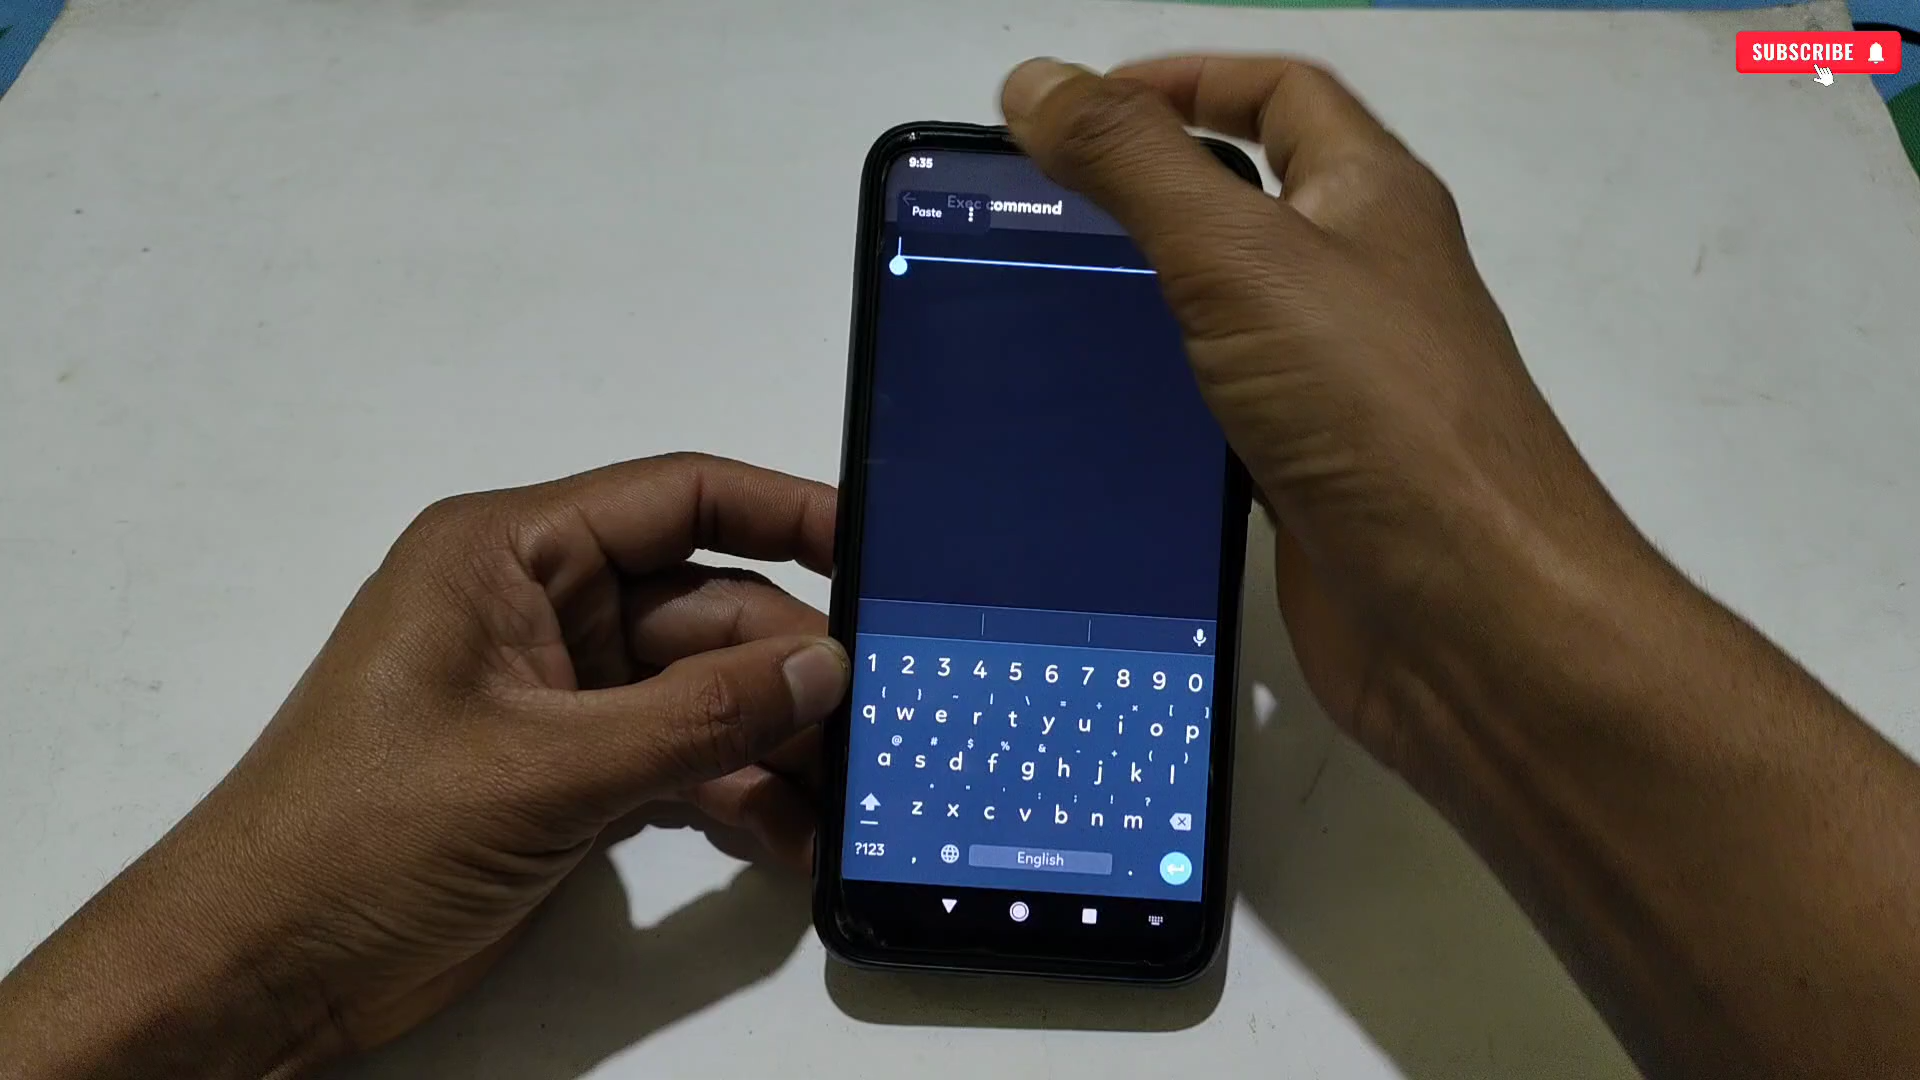 SUBSCRIBE
9:35
Exec command
Paste
1 2 3 4 5 6 7 8 9 0
{ } ~ | \ = + × [ ]
q w e r t y u i o p
@ # $ % & - + ( )
a s d f g h j k l
z x c v b n m
?123 , English .